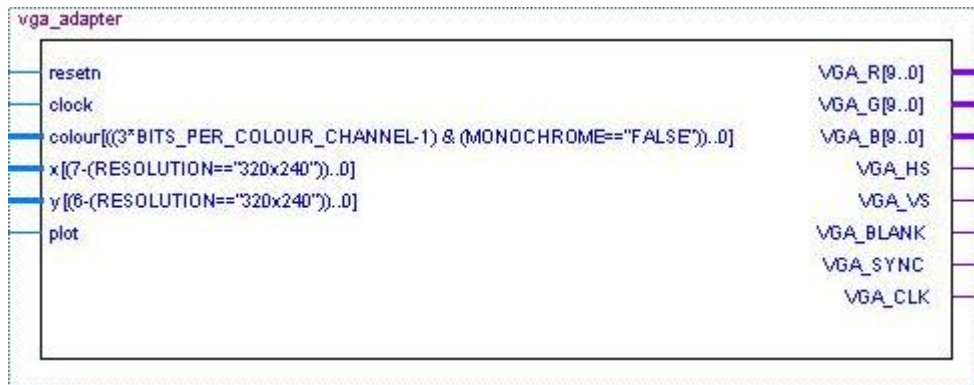 vga_adapter
resetn
clock
colour[((3*BITS_PER_COLOUR_CHANNEL-1) & (MONOCHROME=="FALSE"))..0]
x[(7-(RESOLUTION=="320x240"))..0]
y[(6-(RESOLUTION=="320x240"))..0]
plot
VGA_R[9..0]
VGA_G[9..0]
VGA_B[9..0]
VGA_HS
VGA_VS
VGA_BLANK
VGA_SYNC
VGA_CLK